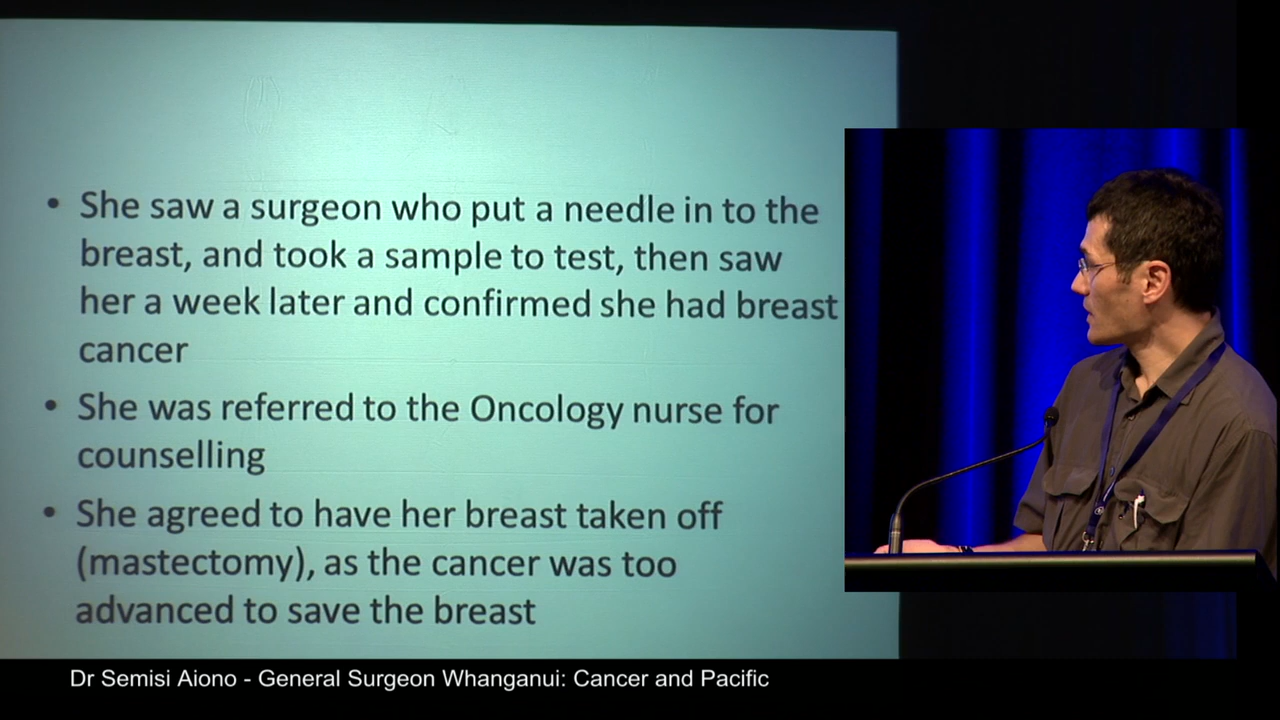 • She saw a surgeon who put a needle in to the
breast, and took a sample to test, then saw
her a week later and confirmed she had breast
cancer
• She was referred to the Oncology nurse for
counselling
• She agreed to have her breast taken off
(mastectomy), as the cancer was too
advanced to save the breast
Dr Semisi Aiono - General Surgeon Whanganui: Cancer and Pacific